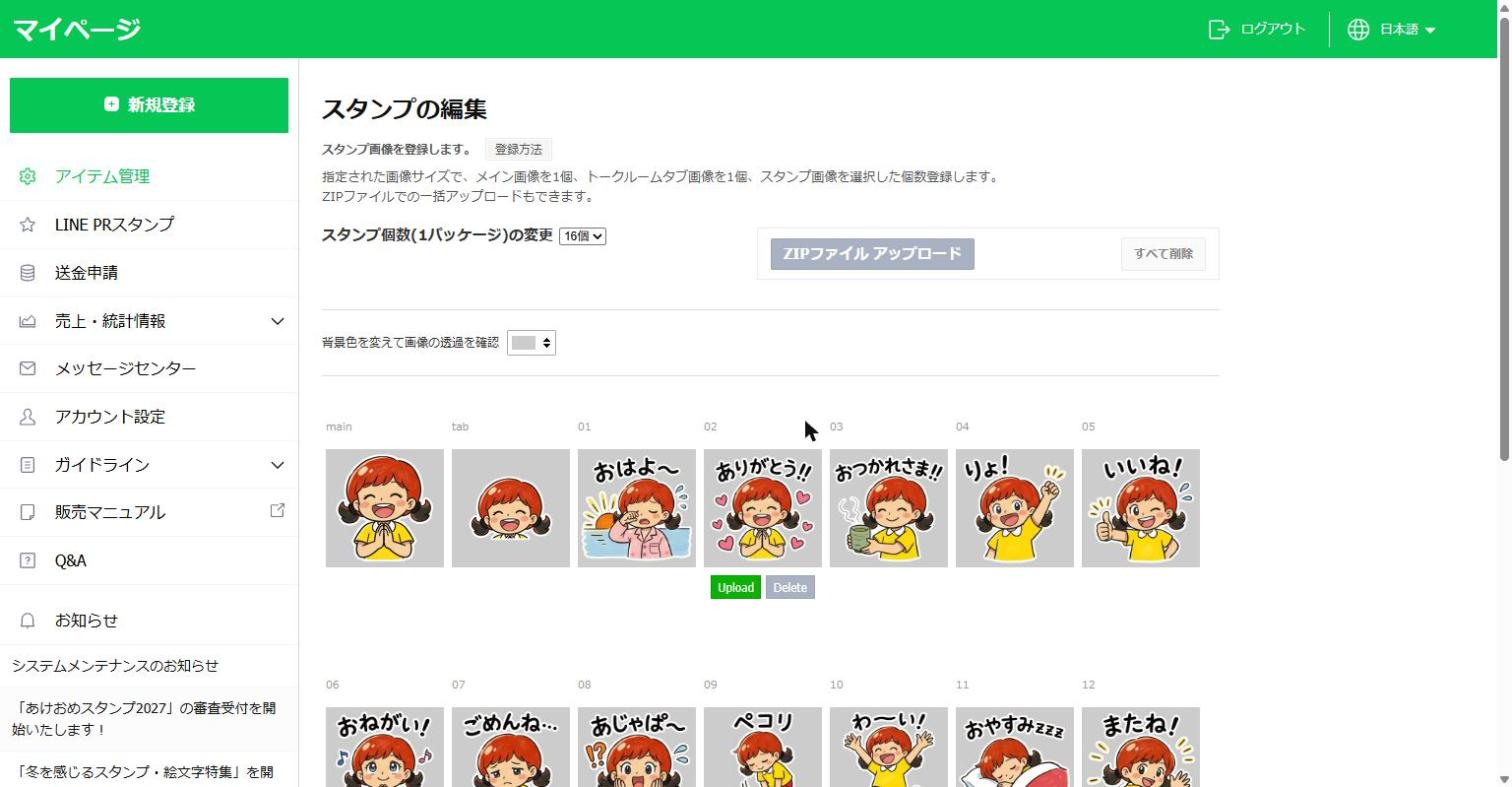 マイページ
ログアウト
日本語
新規登録
アイテム管理
LINE PRスタンプ
送金申請
売上・統計情報
メッセージセンター
アカウント設定
ガイドライン
販売マニュアル
Q&A
お知らせ
システムメンテナンスのお知らせ
「あけおめスタンプ2027」の審査受付を開
始いたします！
「冬を感じるスタンプ・絵文字特集」を開
スタンプの編集
スタンプ画像を登録します。 登録方法
指定された画像サイズで、メイン画像を1個、トークルームタブ画像を1個、スタンプ画像を選択した個数登録します。
ZIPファイルでの一括アップロードもできます。
スタンプ個数(1パッケージ)の変更 16個
ZIPファイル アップロード
すべて削除
背景色を変えて画像の透過を確認
main tab 01 02 03 04 05
おはよ〜
ありがとう!!
おつかれさま!!
りょ!
いいね!
Upload Delete
06 07 08 09 10 11 12
おねがい!
ごめんね…
あじゃぱ〜
!?
ペコリ
わ〜い!
おやすみzzz
またね!